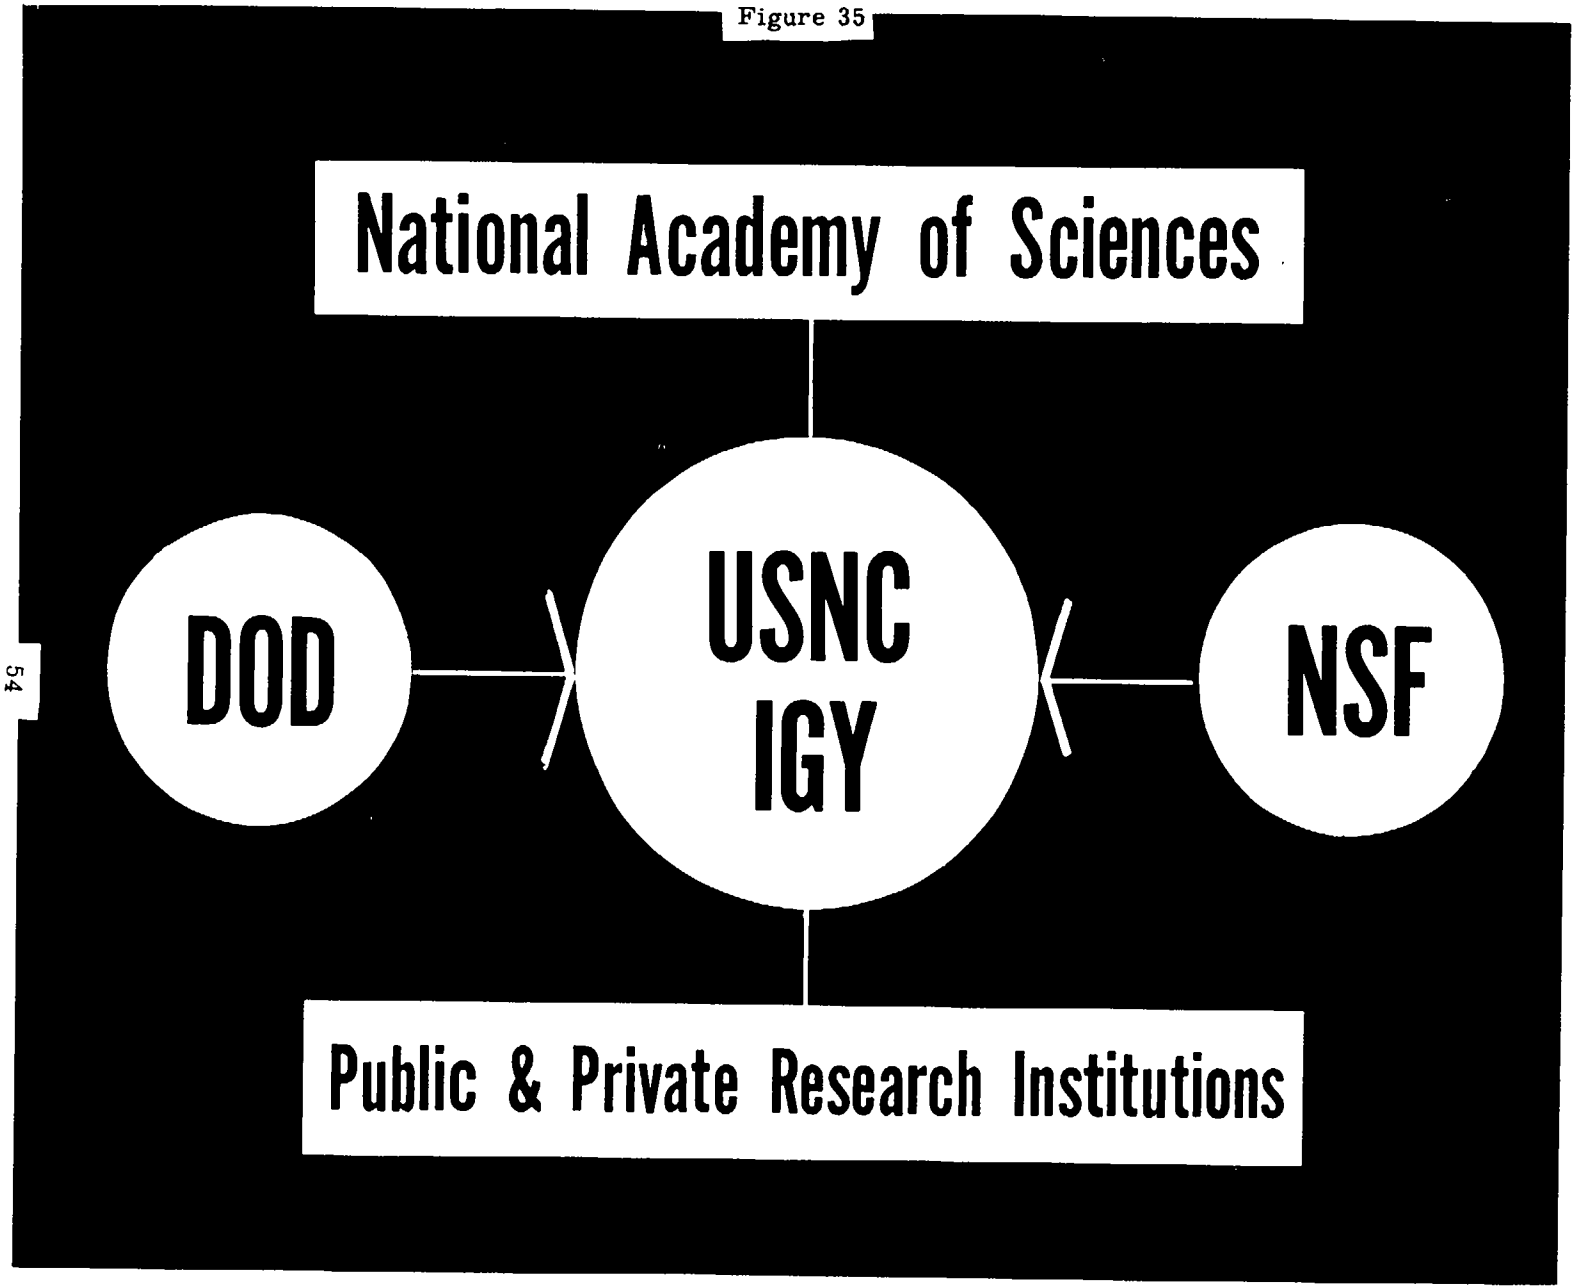 Figure 35
National Academy of Sciences
DOD
USNC
IGY
NSF
Public & Private Research Institutions
54